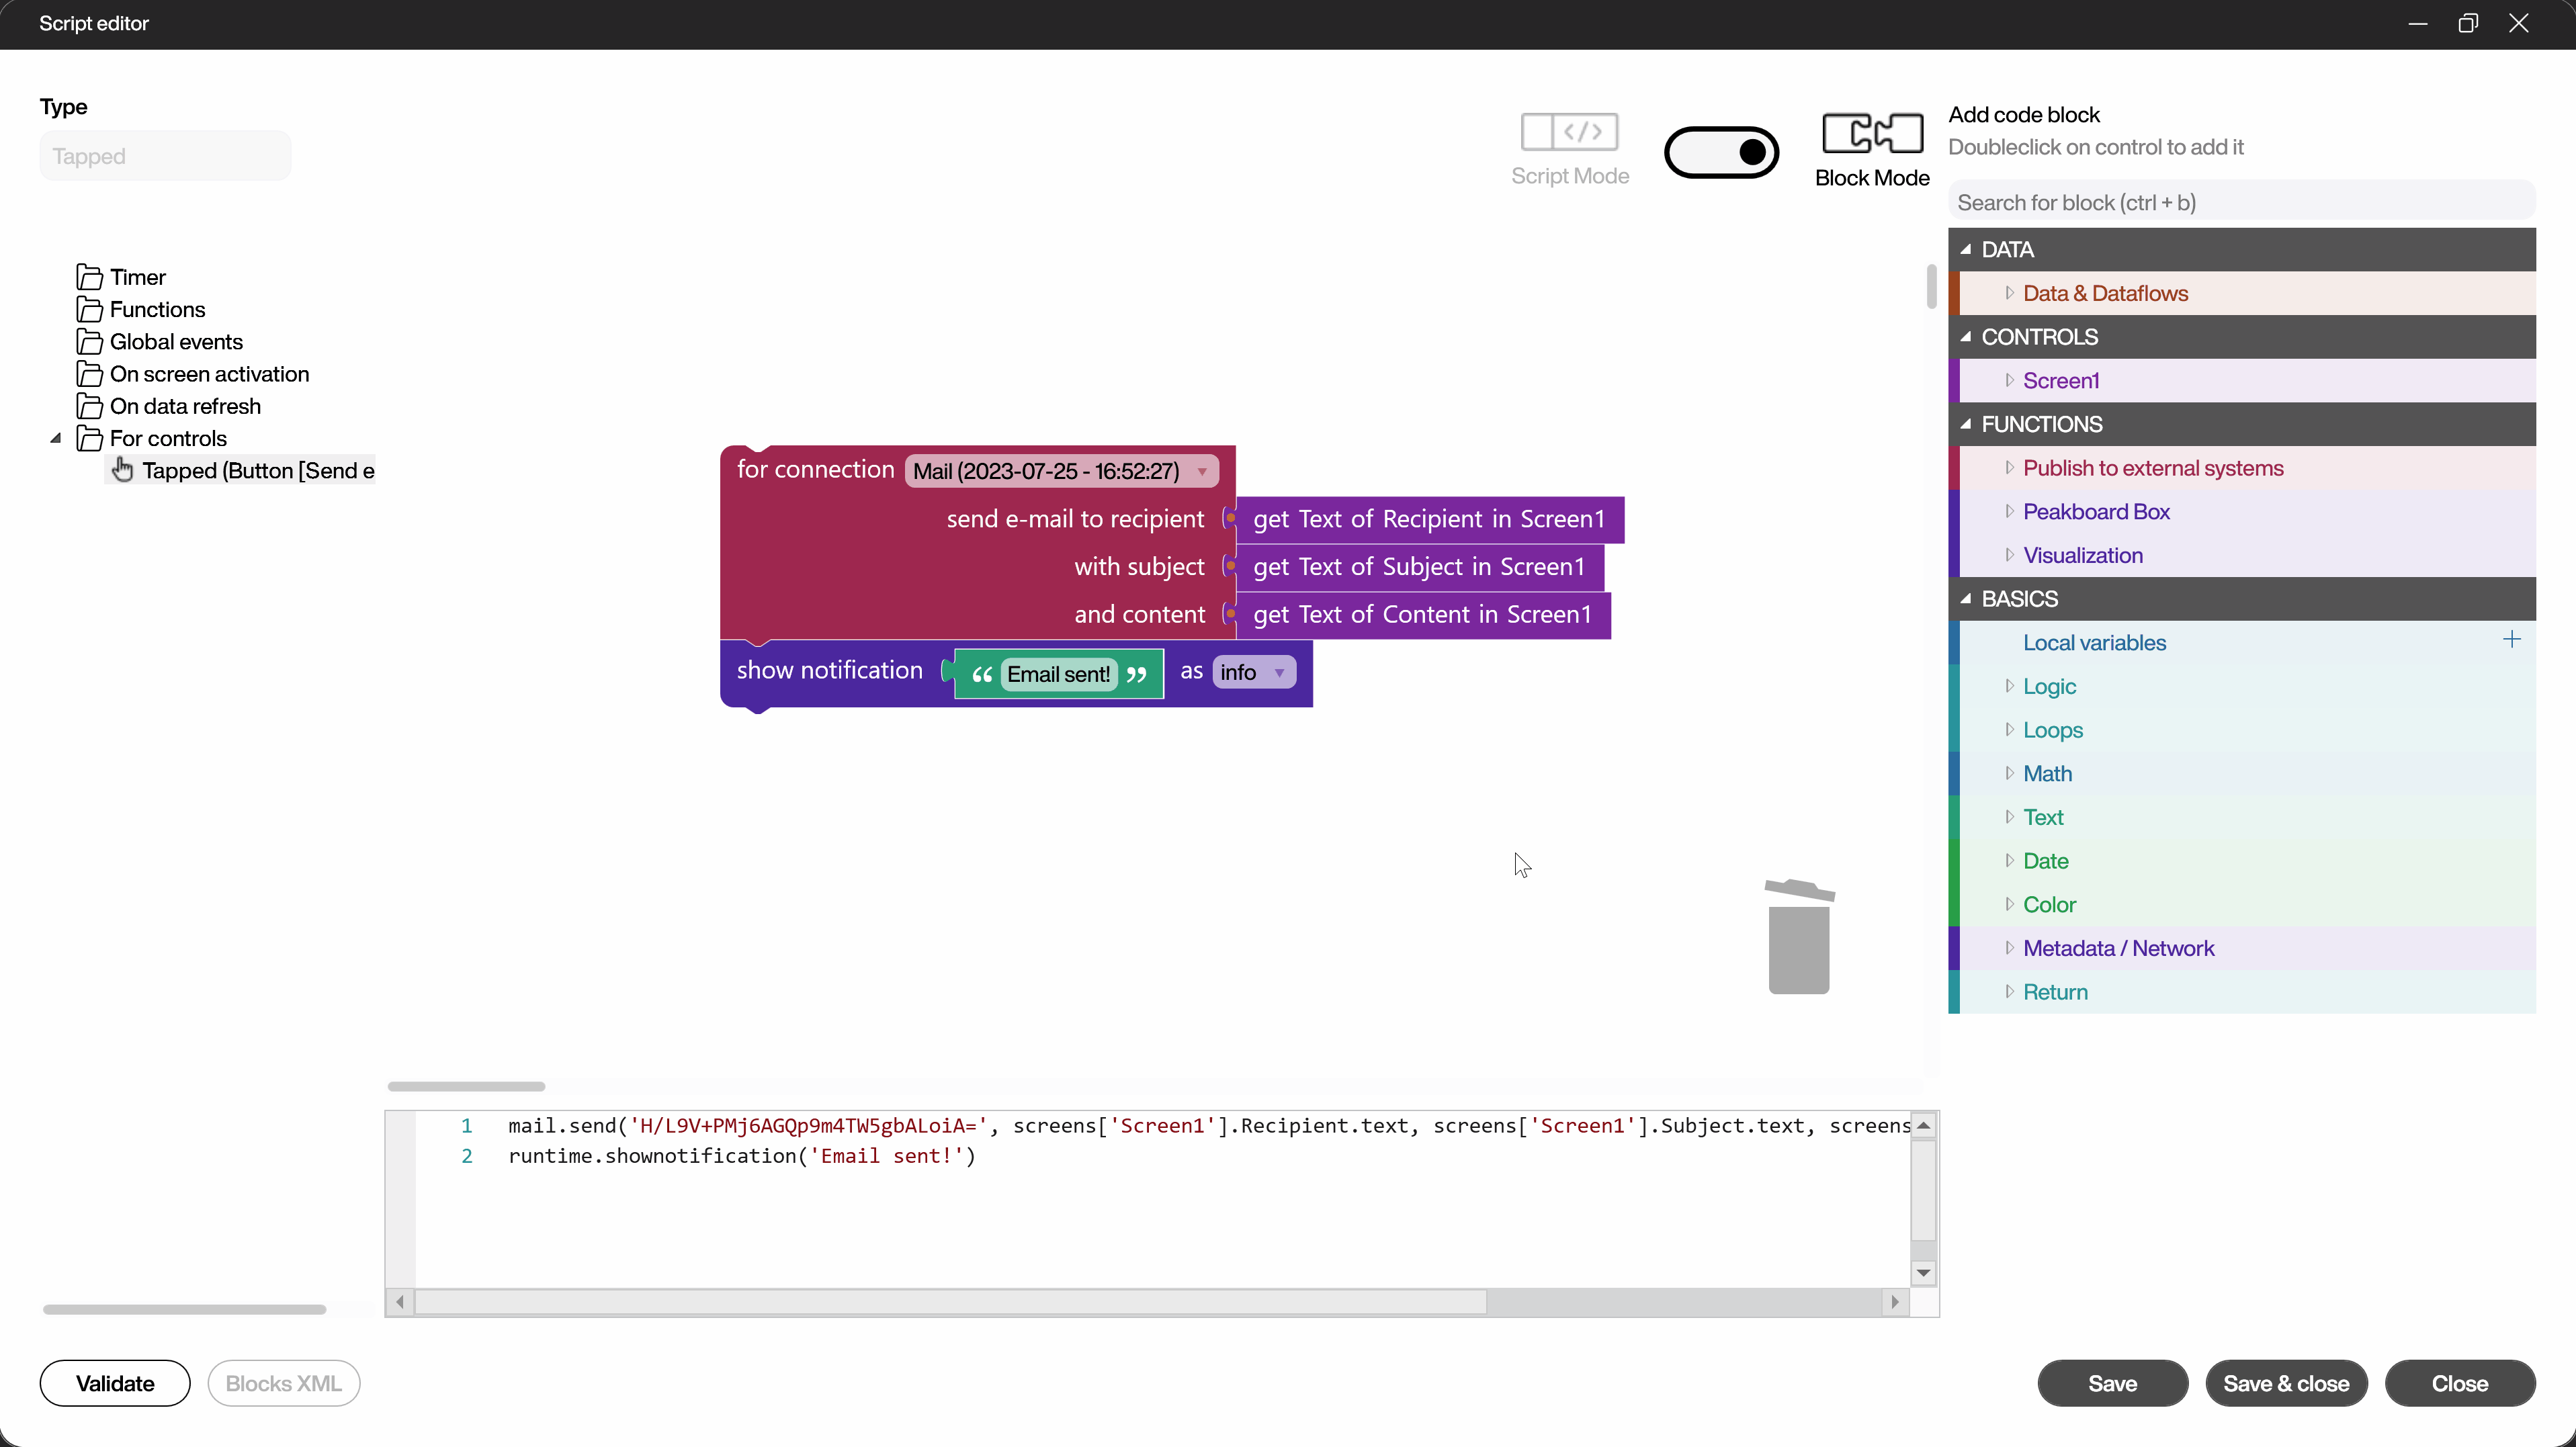 Script editor
Type
Tapped
Timer
Functions
Global events
On screen activation
On data refresh
For controls
Tapped (Button [Send e
Script Mode
Block Mode
for connection Mail (2023-07-25 - 16:52:27)
send e-mail to recipient get Text of Recipient in Screen1
with subject get Text of Subject in Screen1
and content get Text of Content in Screen1
show notification “ Email sent! ” as info
1 mail.send('H/L9V+PMj6AGQp9m4TW5gbALoiA=', screens['Screen1'].Recipient.text, screens['Screen1'].Subject.text, screens
2 runtime.shownotification('Email sent!')
Add code block
Doubleclick on control to add it
Search for block (ctrl + b)
DATA
Data & Dataflows
CONTROLS
Screen1
FUNCTIONS
Publish to external systems
Peakboard Box
Visualization
BASICS
Local variables
Logic
Loops
Math
Text
Date
Color
Metadata / Network
Return
Validate
Blocks XML
Save
Save & close
Close